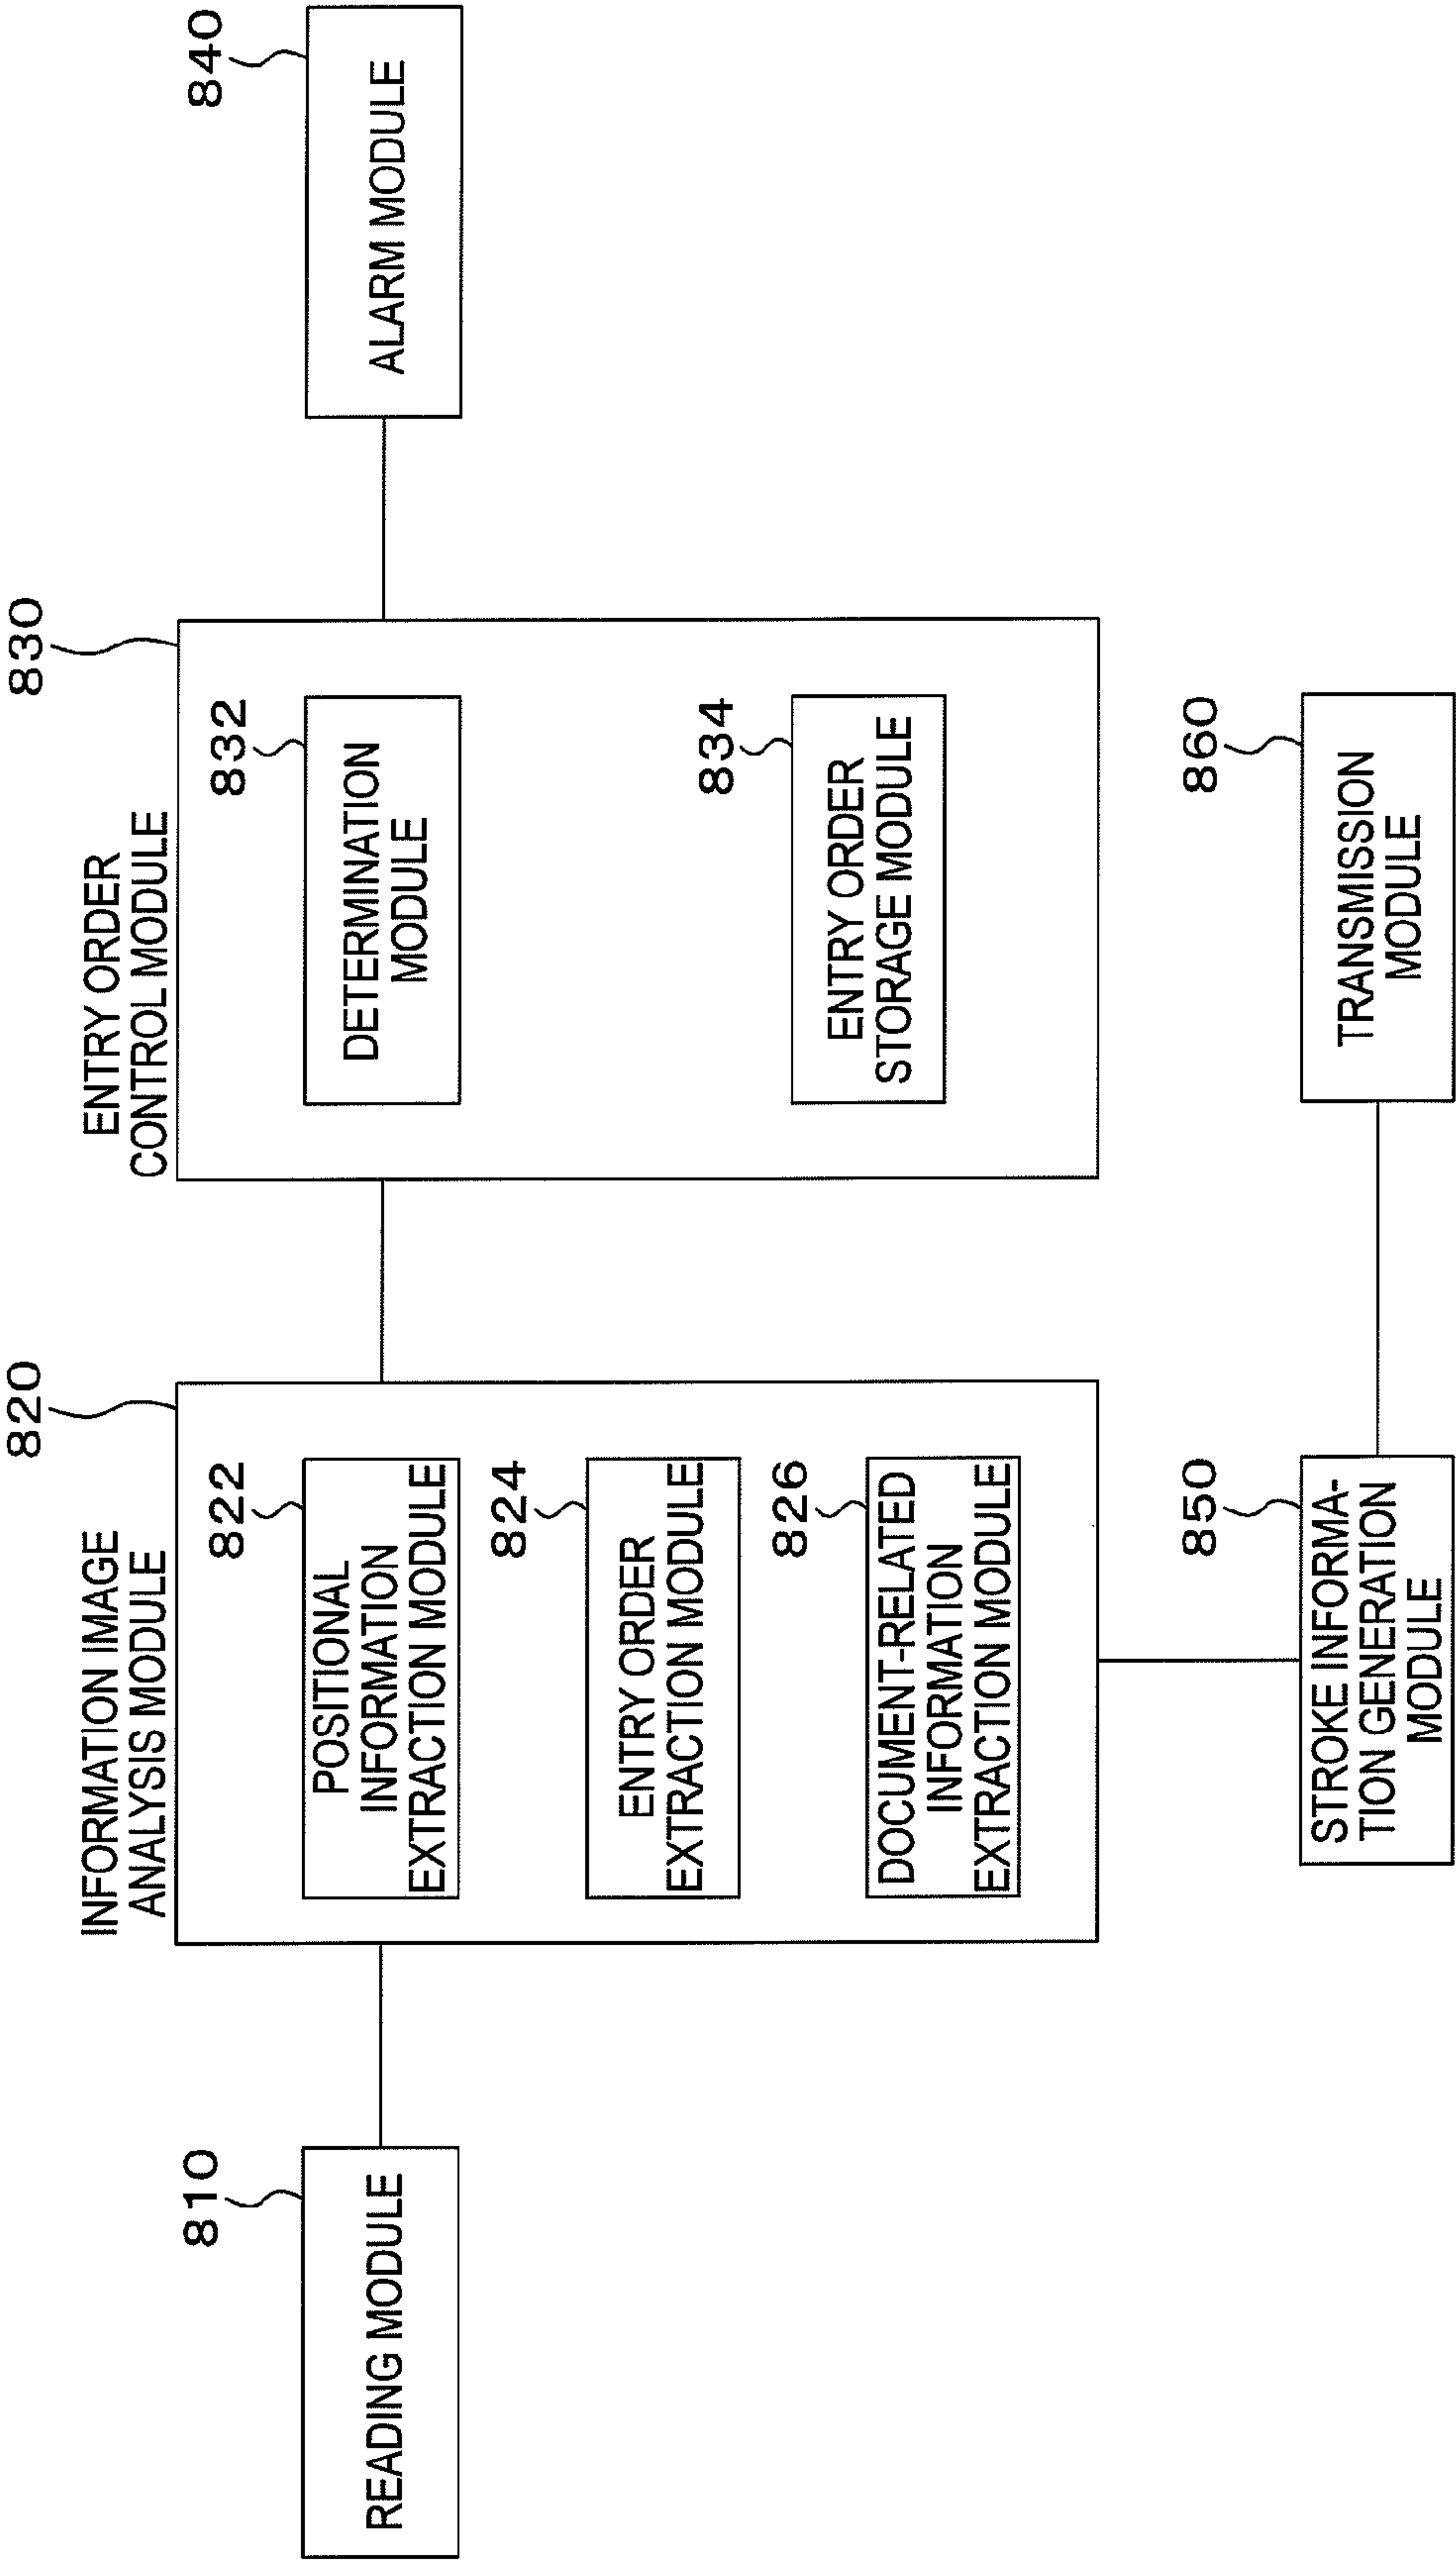 810
READING MODULE
820
INFORMATION IMAGE
ANALYSIS MODULE
822
POSITIONAL
INFORMATION
EXTRACTION MODULE
824
ENTRY ORDER
EXTRACTION MODULE
826
DOCUMENT-RELATED
INFORMATION
EXTRACTION MODULE
830
ENTRY ORDER
CONTROL MODULE
832
DETERMINATION
MODULE
834
ENTRY ORDER
STORAGE MODULE
840
ALARM MODULE
850
STROKE INFORMA-
TION GENERATION
MODULE
860
TRANSMISSION
MODULE